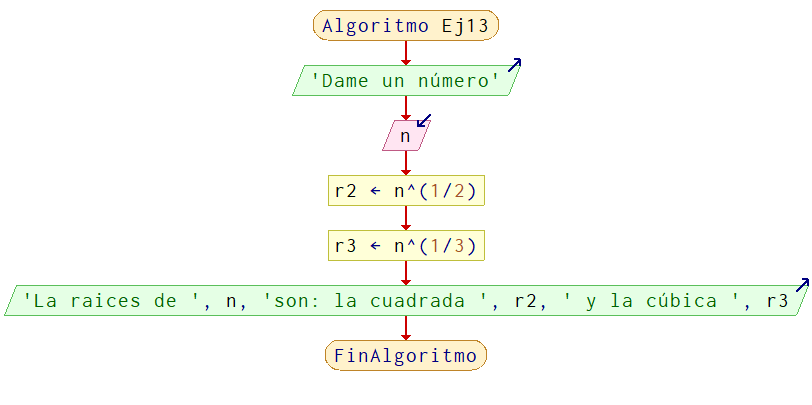 Algoritmo Ej13
'Dame un número'
n
r2 ← n^(1/2)
r3 ← n^(1/3)
'La raices de ', n, 'son: la cuadrada ', r2, ' y la cúbica ', r3
FinAlgoritmo